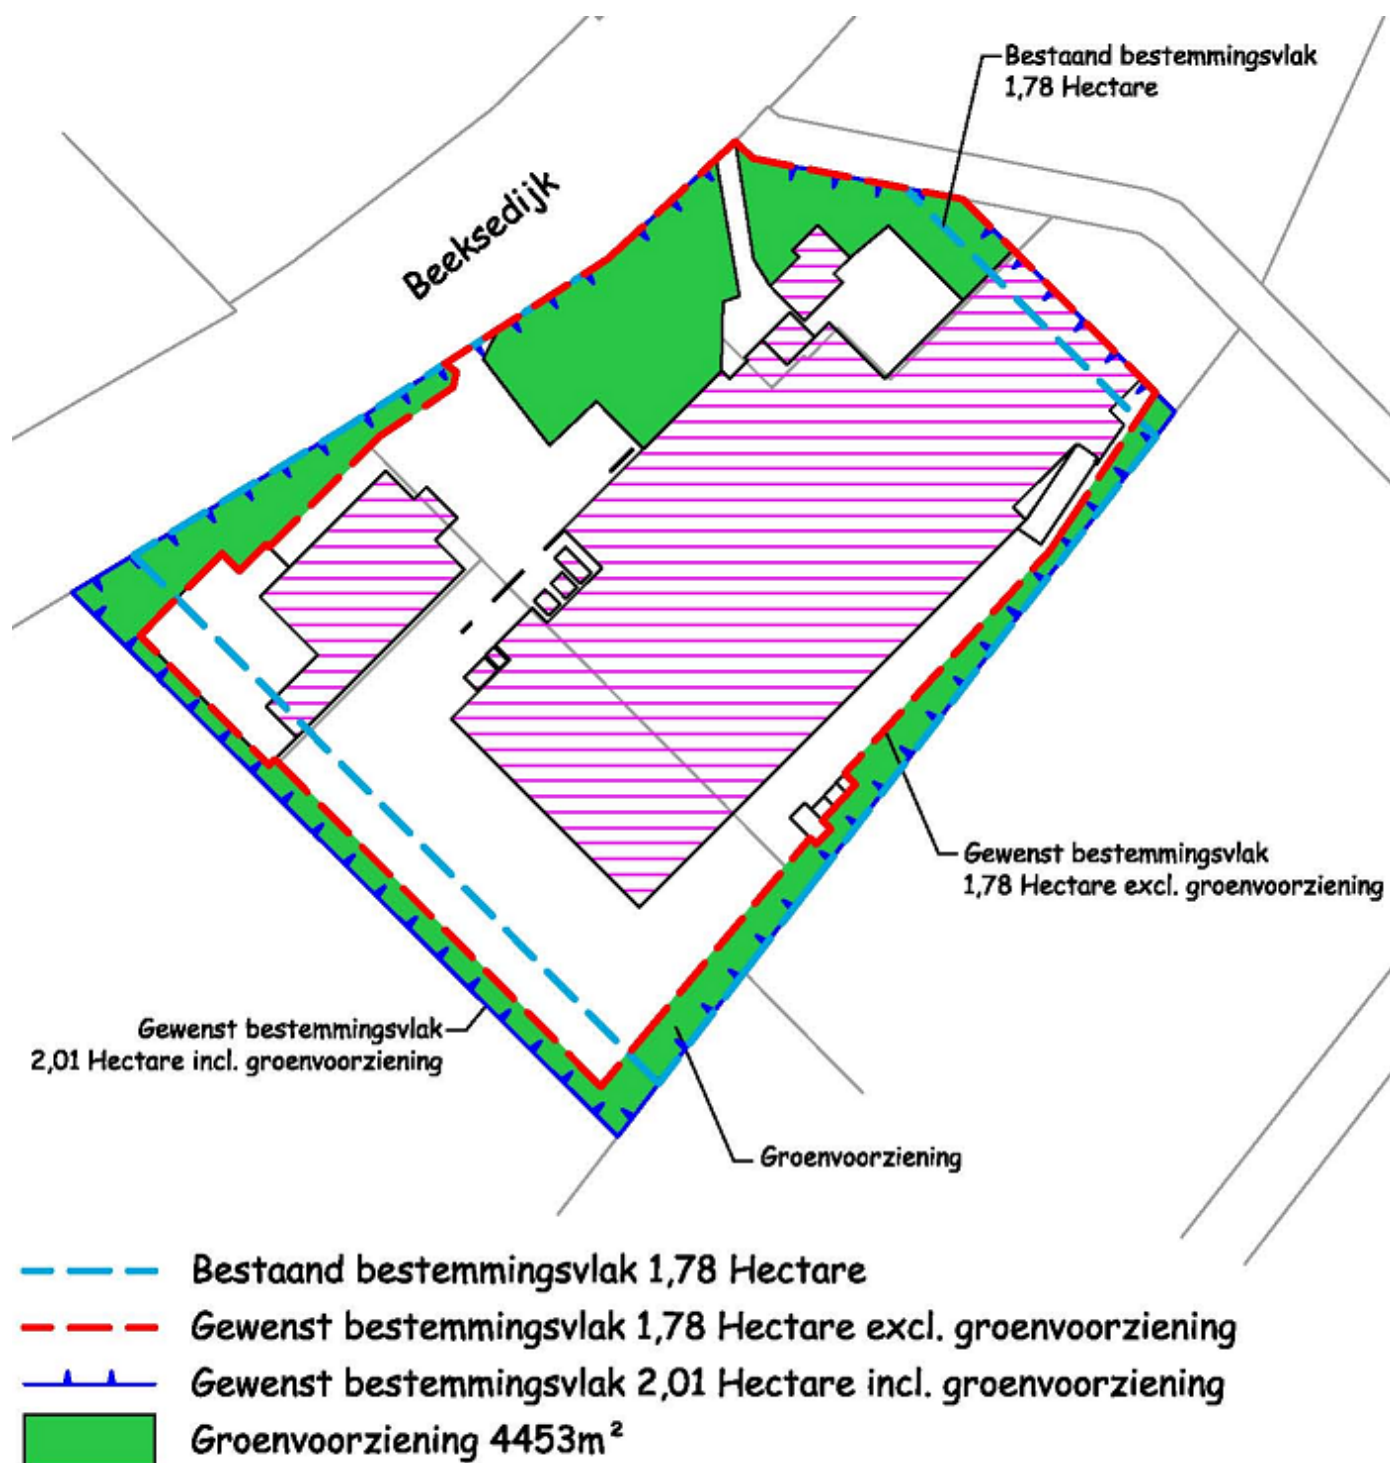 Bestaand bestemmingsvlak
1,78 Hectare
Beeksedijk
Gewenst bestemmingsvlak
1,78 Hectare excl. groenvoorziening
Gewenst bestemmingsvlak
2,01 Hectare incl. groenvoorziening
Groenvoorziening
Bestaand bestemmingsvlak 1,78 Hectare
Gewenst bestemmingsvlak 1,78 Hectare excl. groenvoorziening
Gewenst bestemmingsvlak 2,01 Hectare incl. groenvoorziening
Groenvoorziening 4453m²